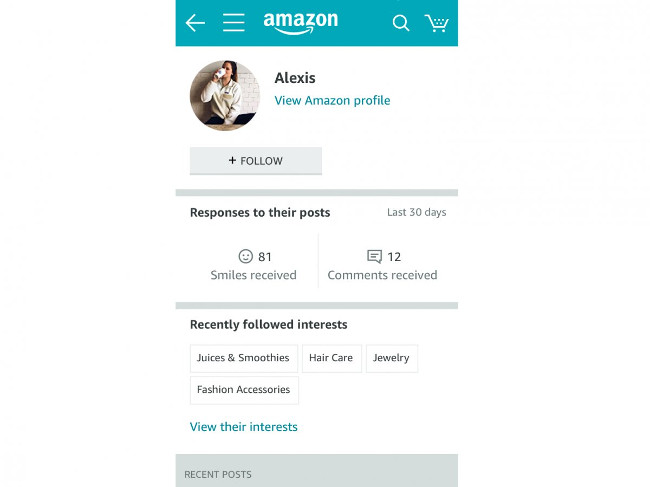 amazon
Alexis
View Amazon profile
+ FOLLOW
Responses to their posts Last 30 days
81 12
Smiles received Comments received
Recently followed interests
Juices & Smoothies Hair Care Jewelry
Fashion Accessories
View their interests
RECENT POSTS